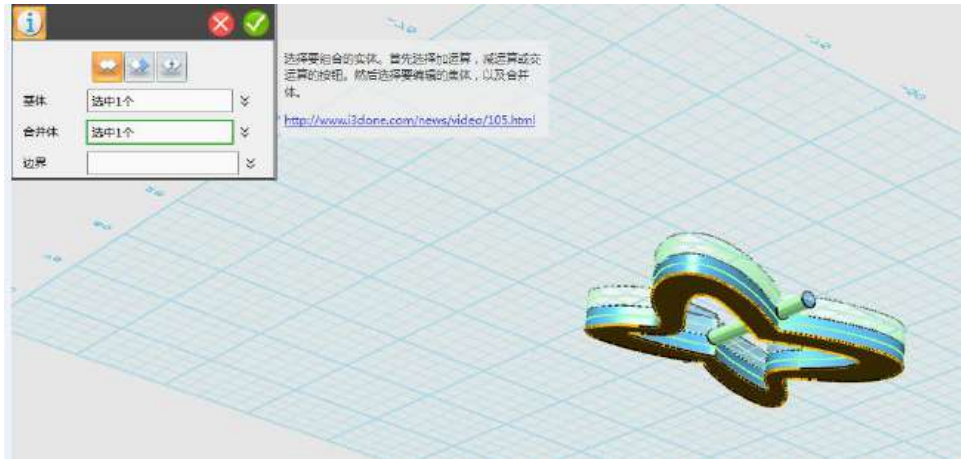 选择要组合的实体。首先选择加运算，减运算或交
运算的按钮。然后选择要编辑的基体，以及合并
体。
http://www.i3done.com/news/video/105.html
基体 选中1个
合并体 选中1个
边界